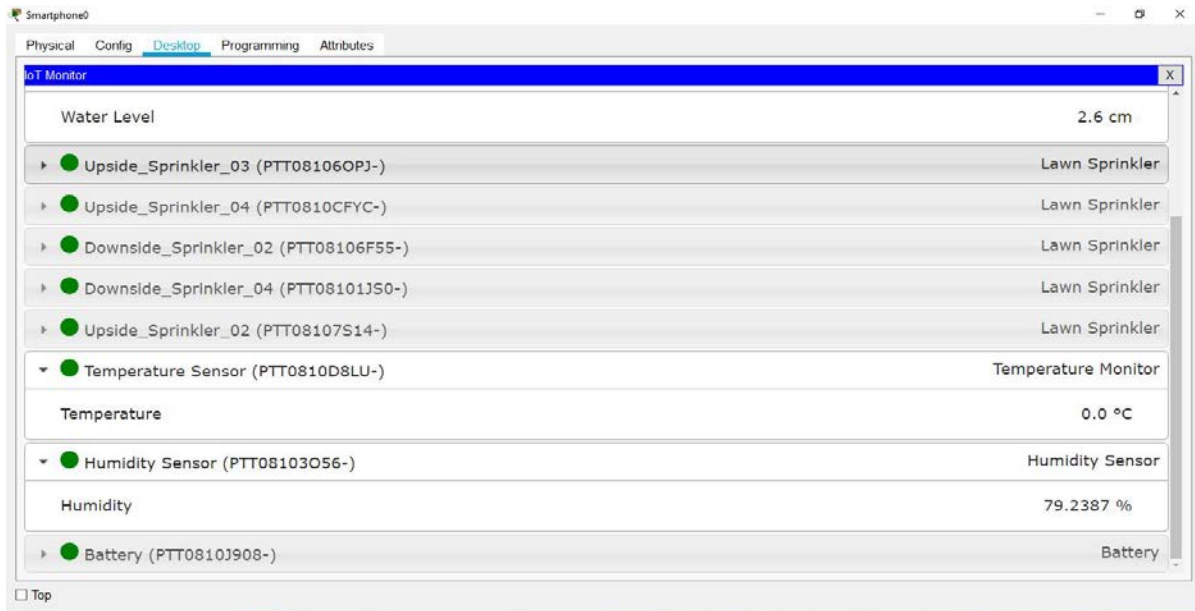 Smartphone0
Physical Config Desktop Programming Attributes
IoT Monitor X
Water Level 2.6 cm
Upside_Sprinkler_03 (PTT08106OPJ-) Lawn Sprinkler
Upside_Sprinkler_04 (PTT0810CFYC-) Lawn Sprinkler
Downside_Sprinkler_02 (PTT08106F55-) Lawn Sprinkler
Downside_Sprinkler_04 (PTT08101JS0-) Lawn Sprinkler
Upside_Sprinkler_02 (PTT08107S14-) Lawn Sprinkler
Temperature Sensor (PTT0810D8LU-) Temperature Monitor
Temperature 0.0 °C
Humidity Sensor (PTT08103O56-) Humidity Sensor
Humidity 79.2387 %
Battery (PTT0810J908-) Battery
Top